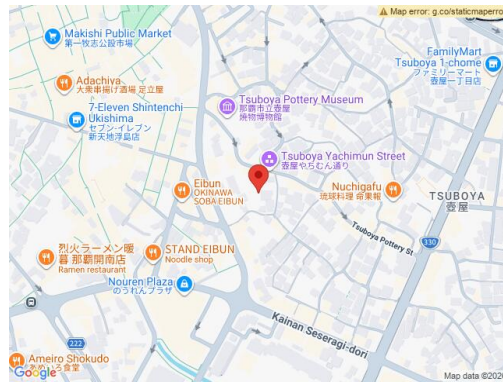 Map error: g.co/staticmaperro
Makishi Public Market
第一牧志公設市場
FamilyMart
Tsuboya 1-chome
ファミリーマート
壺屋一丁目店
Adachiya
大衆串揚げ酒場 足立屋
7-Eleven Shintenchi
Ukishima
セブン-イレブン
新天地浮島店
Tsuboya Pottery Museum
那覇市立壺屋
焼物博物館
Tsuboya Yachimun Street
壺屋やちむん通り
Eibun
OKINAWA
SOBA EIBUN
Nuchigafu
琉球料理 命果報
TSUBOYA
壺屋
Tsuboya Pottery St
330
烈火ラーメン暖
暮 那覇開南店
Ramen restaurant
STAND EIBUN
Noodle shop
Nouren Plaza
のうれんプラザ
Kainan Seseragi-dori
222
Ameiro Shokudo
あめいろ食堂
Google
Map data ©2026